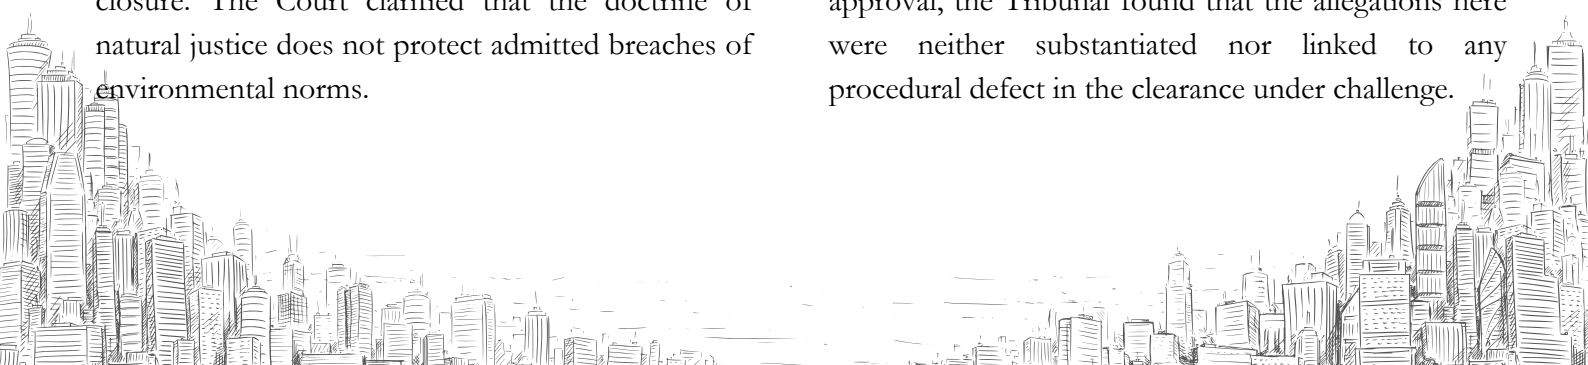 closure. The Court clarified that the doctrine of
natural justice does not protect admitted breaches of
environmental norms.
approval, the Tribunal found that the allegations here
were neither substantiated nor linked to any
procedural defect in the clearance under challenge.